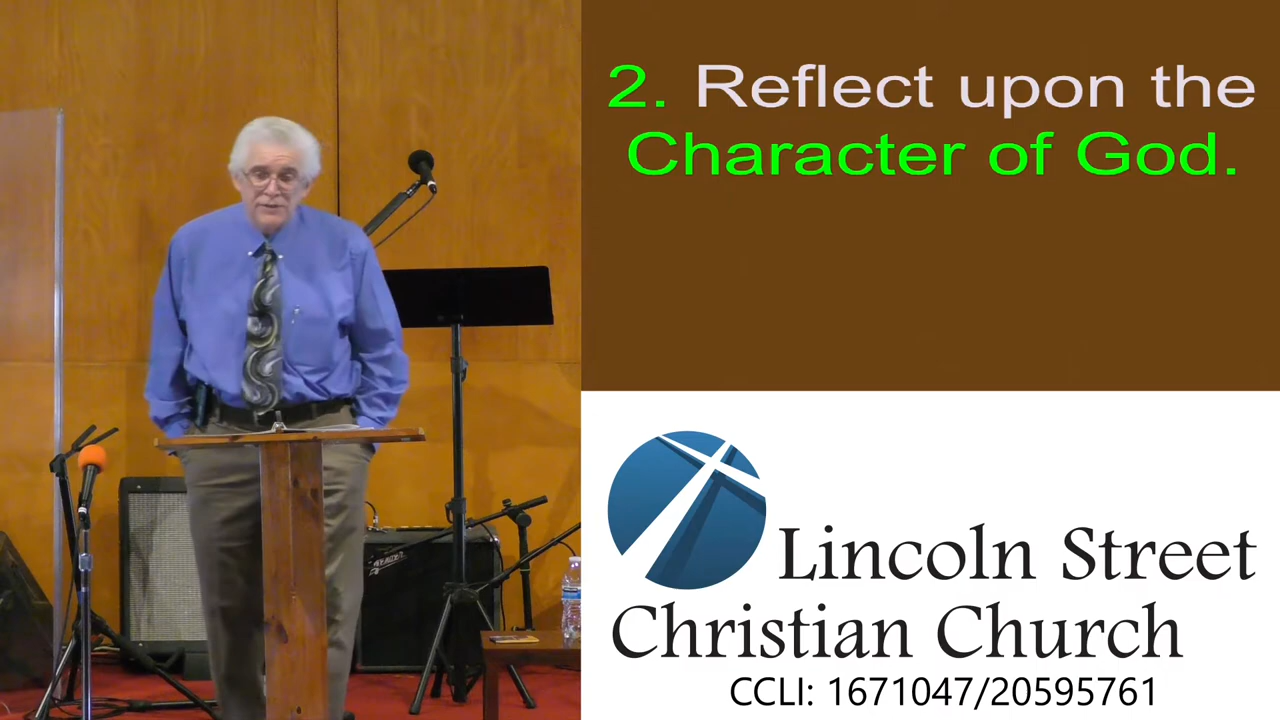 2. Reflect upon the
Character of God.
Lincoln Street
Christian Church
CCLI: 1671047/20595761